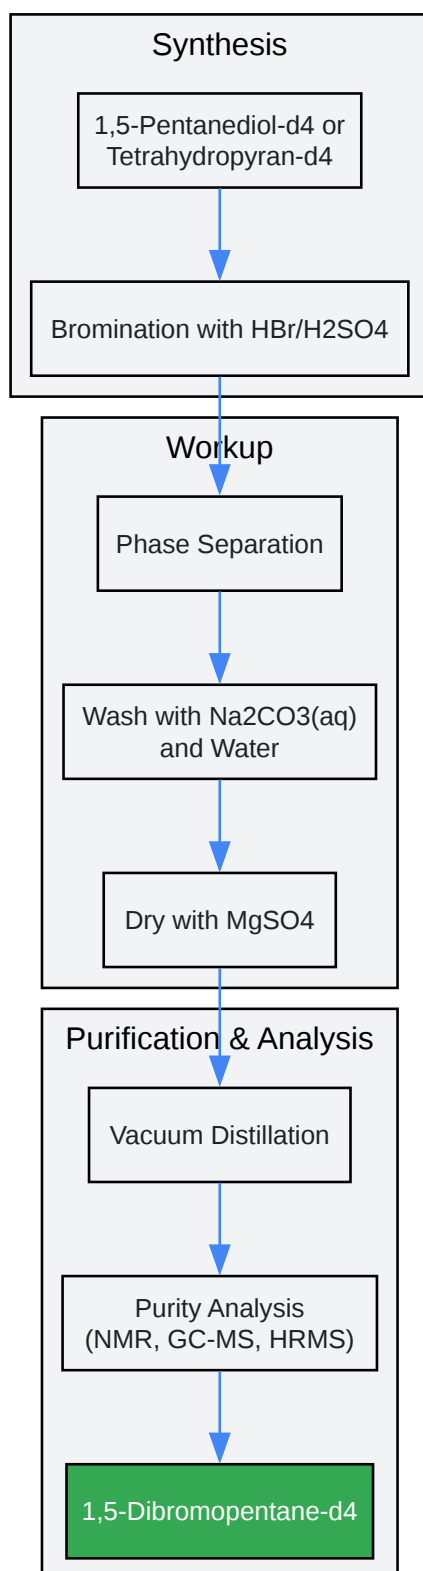 Synthesis
1,5-Pentanediol-d4 or
Tetrahydropyran-d4
Bromination with HBr/H2SO4
Workup
Phase Separation
Wash with Na2CO3(aq)
and Water
Dry with MgSO4
Purification & Analysis
Vacuum Distillation
Purity Analysis
(NMR, GC-MS, HRMS)
1,5-Dibromopentane-d4